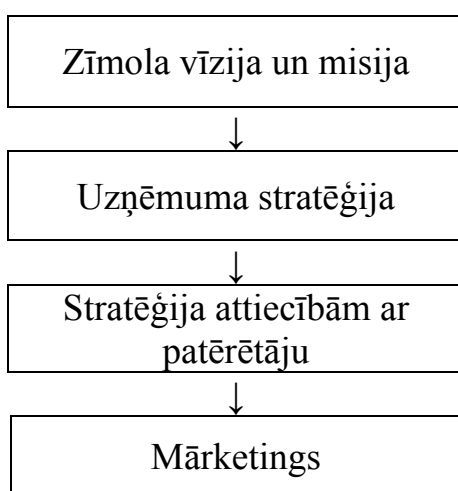 Zīmola vīzija un misija
↓
Uzņēmuma stratēģija
↓
Stratēģija attiecībām ar
patērētāju
↓
Mārketings